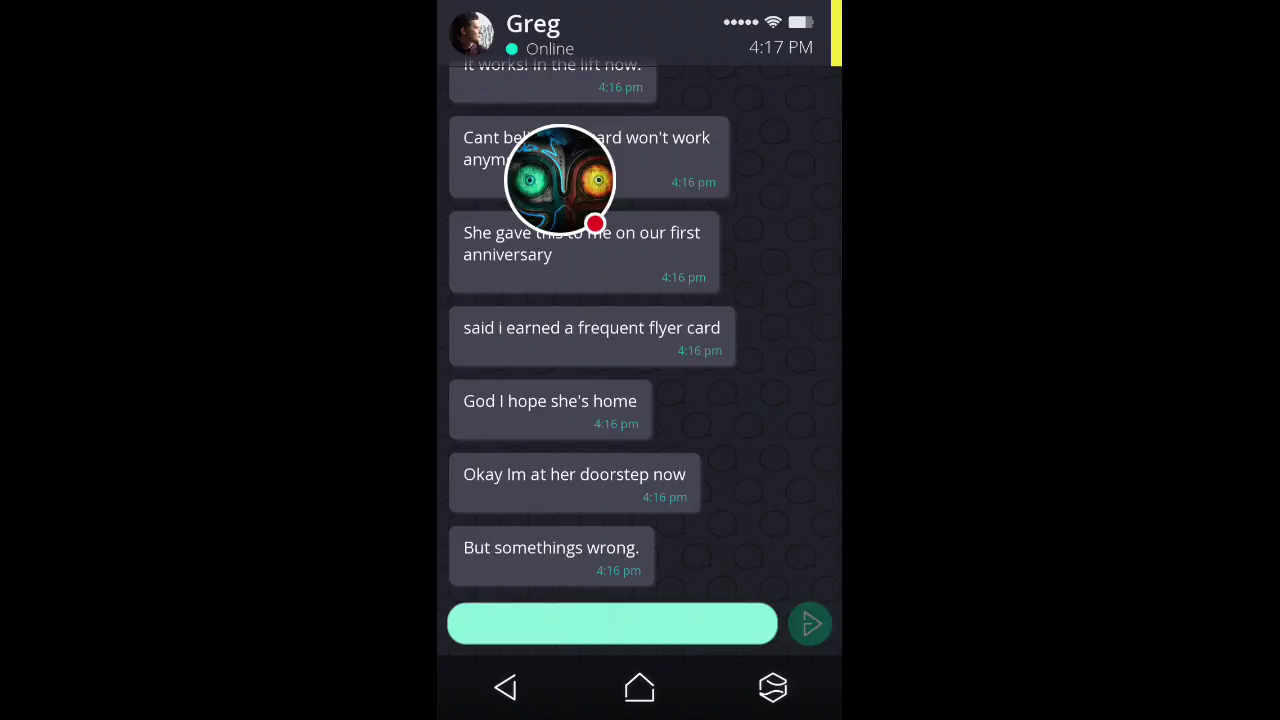 Greg
Online
4:17 PM
It works! In the lift now.
4:16 pm
Cant ard won't work
4:16 pm
She gave this to me on our first
anniversary
4:16 pm
said i earned a frequent flyer card
4:16 pm
God I hope she's home
4:16 pm
Okay Im at her doorstep now
4:16 pm
But somethings wrong.
4:16 pm